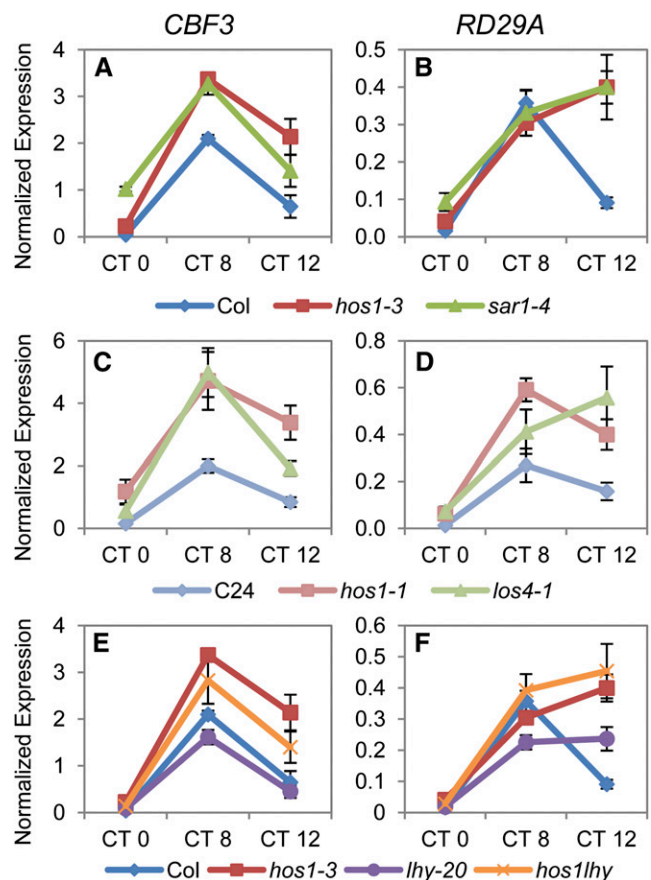 CBF3 RD29A
A
Normalized Expression
4
3
2
1
0
CT 0 CT 8 CT 12
B
0.5
0.4
0.3
0.2
0.1
0.0
CT 0 CT 8 CT 12
Col hos1-3 sar1-4
C
Normalized Expression
6
4
2
0
CT 0 CT 8 CT 12
D
0.8
0.6
0.4
0.2
0.0
CT 0 CT 8 CT 12
C24 hos1-1 los4-1
E
Normalized Expression
4
3
2
1
0
CT 0 CT 8 CT 12
F
0.6
0.5
0.4
0.3
0.2
0.1
0.0
CT 0 CT 8 CT 12
Col hos1-3 lhy-20 hos1lhy